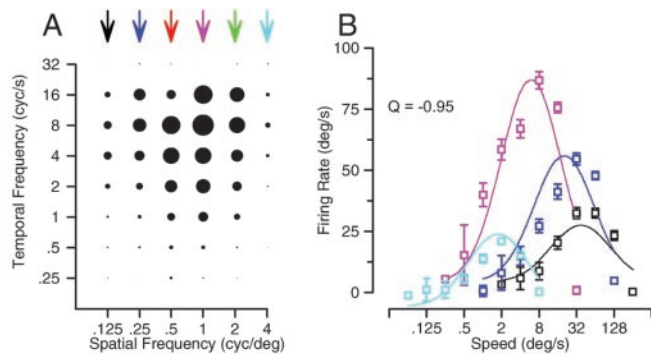 A
B
32
16
8
4
2
1
.5
.25
Temporal Frequency (cyc/s)
.125 .25 .5 1 2 4
Spatial Frequency (cyc/deg)
100
75
50
25
0
Firing Rate (deg/s)
Q = -0.95
.125 .5 2 8 32 128
Speed (deg/s)